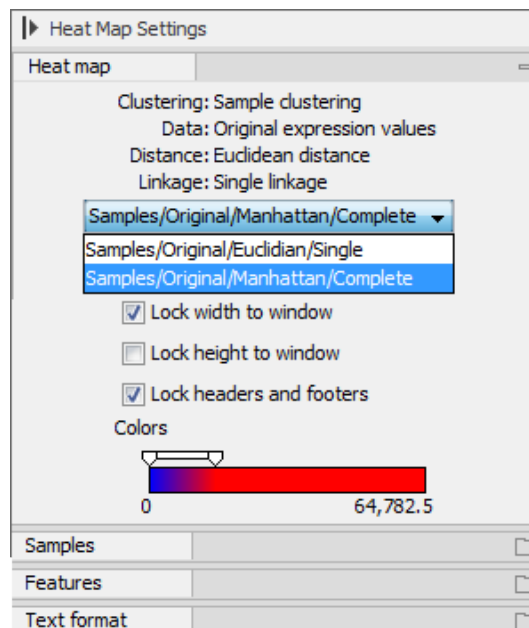 Heat Map Settings
Heat map
Clustering: Sample clustering
Data: Original expression values
Distance: Euclidean distance
Linkage: Single linkage
Samples/Original/Manhattan/Complete
Samples/Original/Euclidian/Single
Samples/Original/Manhattan/Complete
Lock width to window
Lock height to window
Lock headers and footers
Colors
0 64,782.5
Samples
Features
Text format